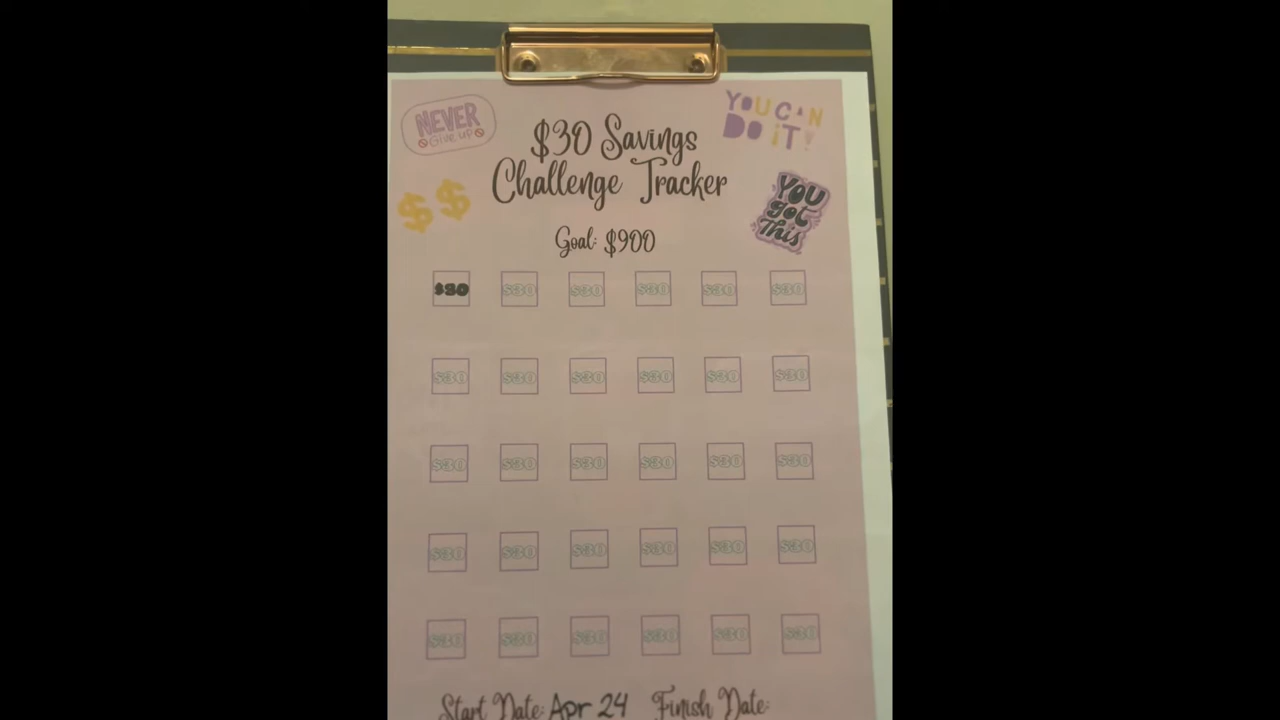 NEVER
Give up
YOU CAN
DO iT!
$30 Savings
Challenge Tracker
$ $
YOU
got
This
Goal: $900
$30 $30 $30 $30 $30 $30
$30 $30 $30 $30 $30 $30
$30 $30 $30 $30 $30 $30
$30 $30 $30 $30 $30 $30
$30 $30 $30 $30 $30 $30
Start Date: Apr 24 Finish Date: